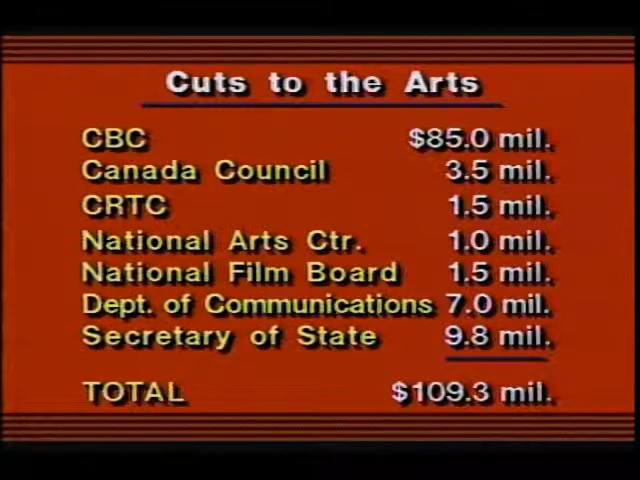 Cuts to the Arts
CBC $85.0 mil.
Canada Council 3.5 mil.
CRTC 1.5 mil.
National Arts Ctr. 1.0 mil.
National Film Board 1.5 mil.
Dept. of Communications 7.0 mil.
Secretary of State 9.8 mil.
TOTAL $109.3 mil.